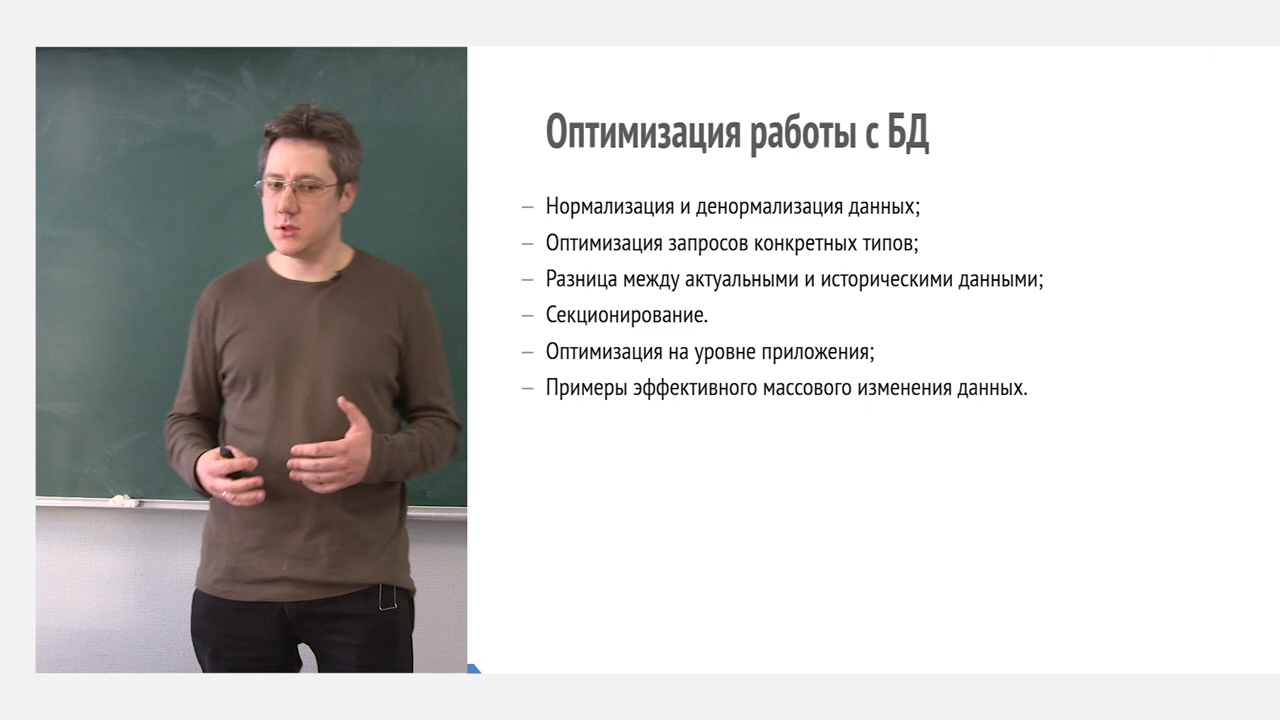 Оптимизация работы с БД
– Нормализация и денормализация данных;
– Оптимизация запросов конкретных типов;
– Разница между актуальными и историческими данными;
– Секционирование.
– Оптимизация на уровне приложения;
– Примеры эффективного массового изменения данных.